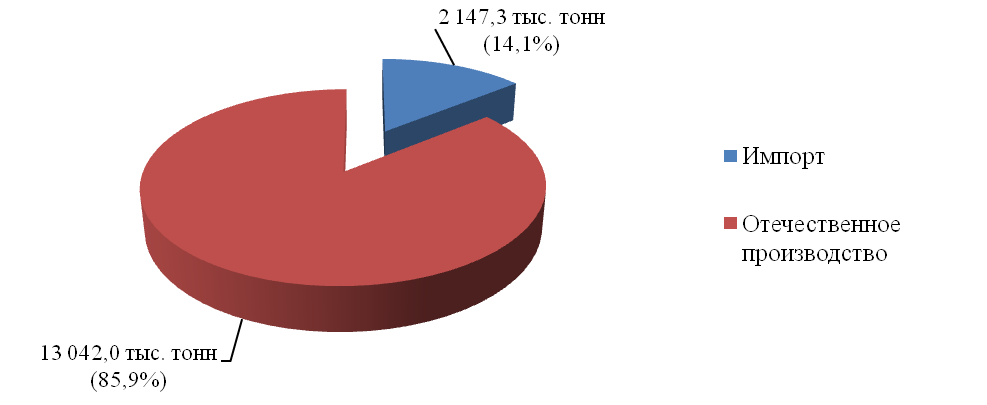 2 147,3 тыс. тонн
(14,1%)
Импорт
Отечественное
производство
13 042,0 тыс. тонн
(85,9%)